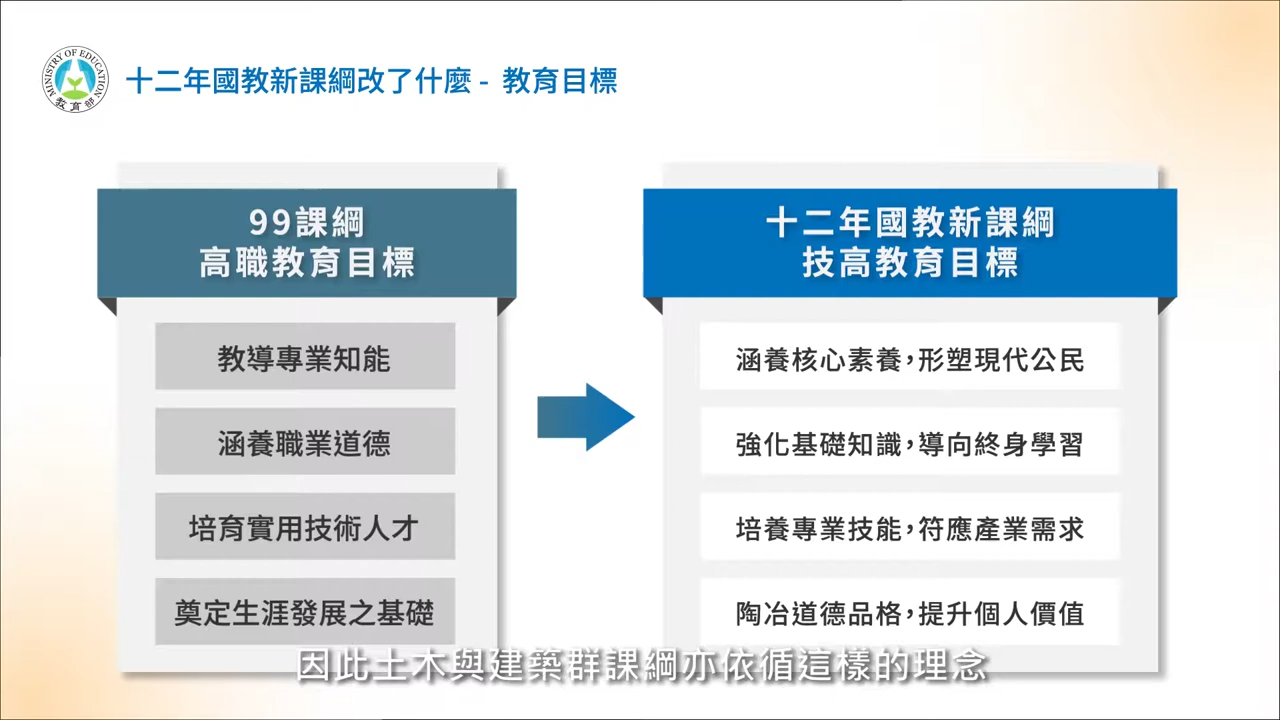 MINISTRY OF EDUCATION
教育部
十二年國教新課綱改了什麼 - 教育目標
99課綱
高職教育目標
教導專業知能
涵養職業道德
培育實用技術人才
奠定生涯發展之基礎
十二年國教新課綱
技高教育目標
涵養核心素養，形塑現代公民
強化基礎知識，導向終身學習
培養專業技能，符應產業需求
陶冶道德品格，提升個人價值
因此土木與建築群課綱亦依循這樣的理念